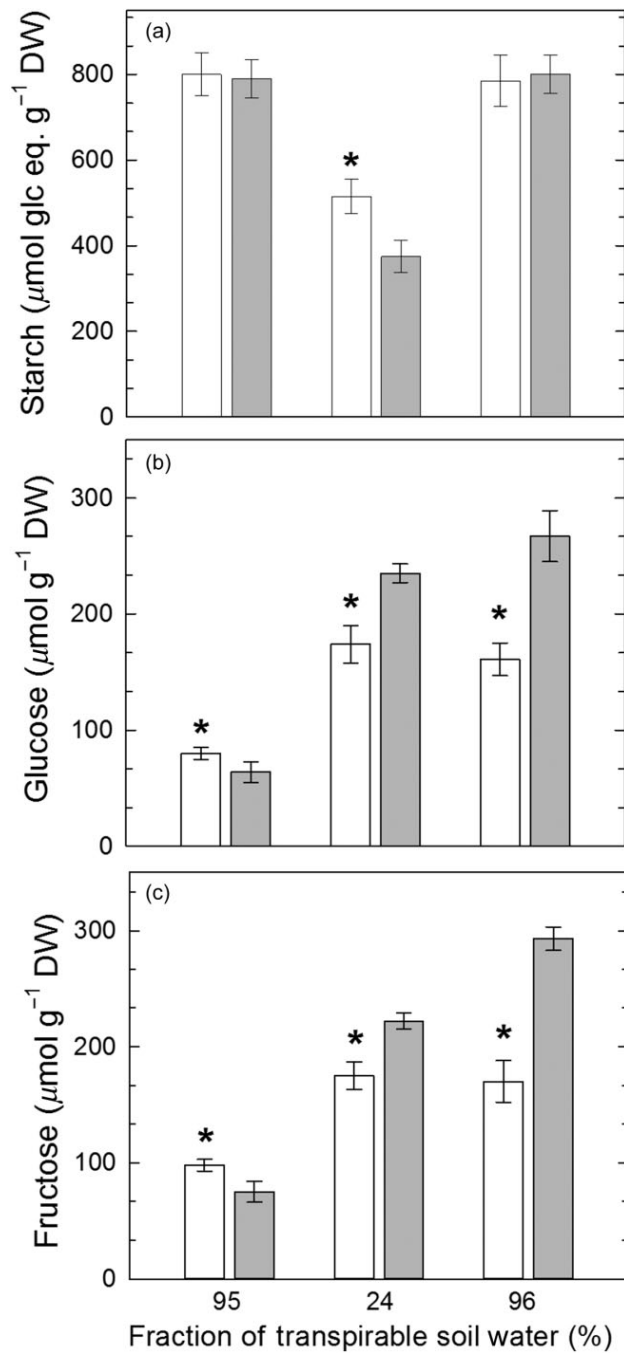 (a)
Starch (μmol glc eq. g⁻¹ DW)
800
600
400
200
0
*
(b)
Glucose (μmol g⁻¹ DW)
300
200
100
0
*
*
*
(c)
Fructose (μmol g⁻¹ DW)
300
200
100
0
*
*
*
95 24 96
Fraction of transpirable soil water (%)